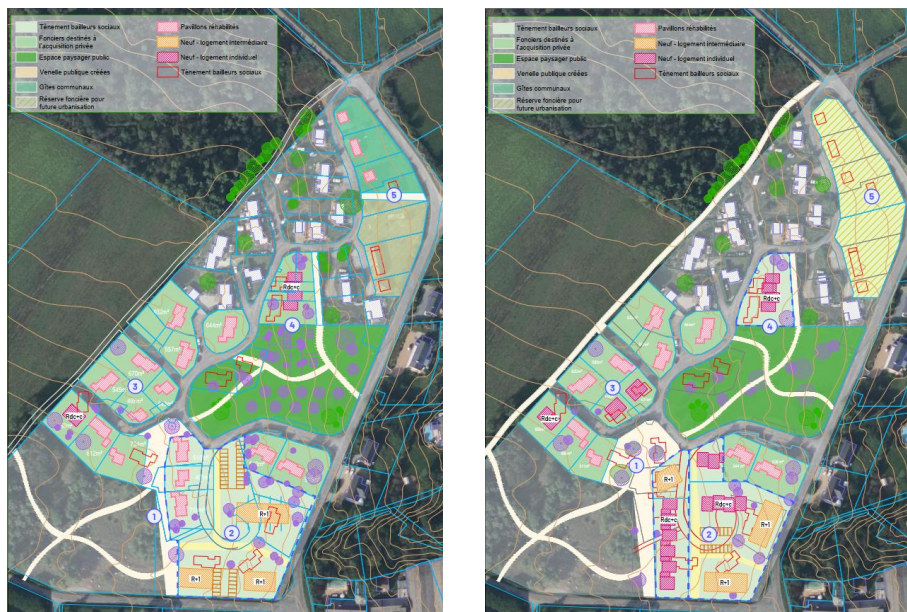 Tènement bailleurs sociaux
Fonciers destinés à
l'acquisition privée
Espace paysager public
Venelle publique créées
Gîtes communaux
Réserve foncière pour
future urbanisation
Pavillons réhabilités
Neuf - logement intermédiaire
Neuf - logement individuel
Tènement bailleurs sociaux
5
Rdc+c
4
3
Rdc+c
1
R+1
2
R+1
R+1
Tènement bailleurs sociaux
Fonciers destinés à
l'acquisition privée
Espace paysager public
Venelle publique créées
Gîtes communaux
Réserve foncière pour
future urbanisation
Pavillons réhabilités
Neuf - logement intermédiaire
Neuf - logement individuel
Tènement bailleurs sociaux
5
Rdc+c
4
3
Rdc+c
1
R+1
Rdc+c
Rdc+c
R+1
2
R+1